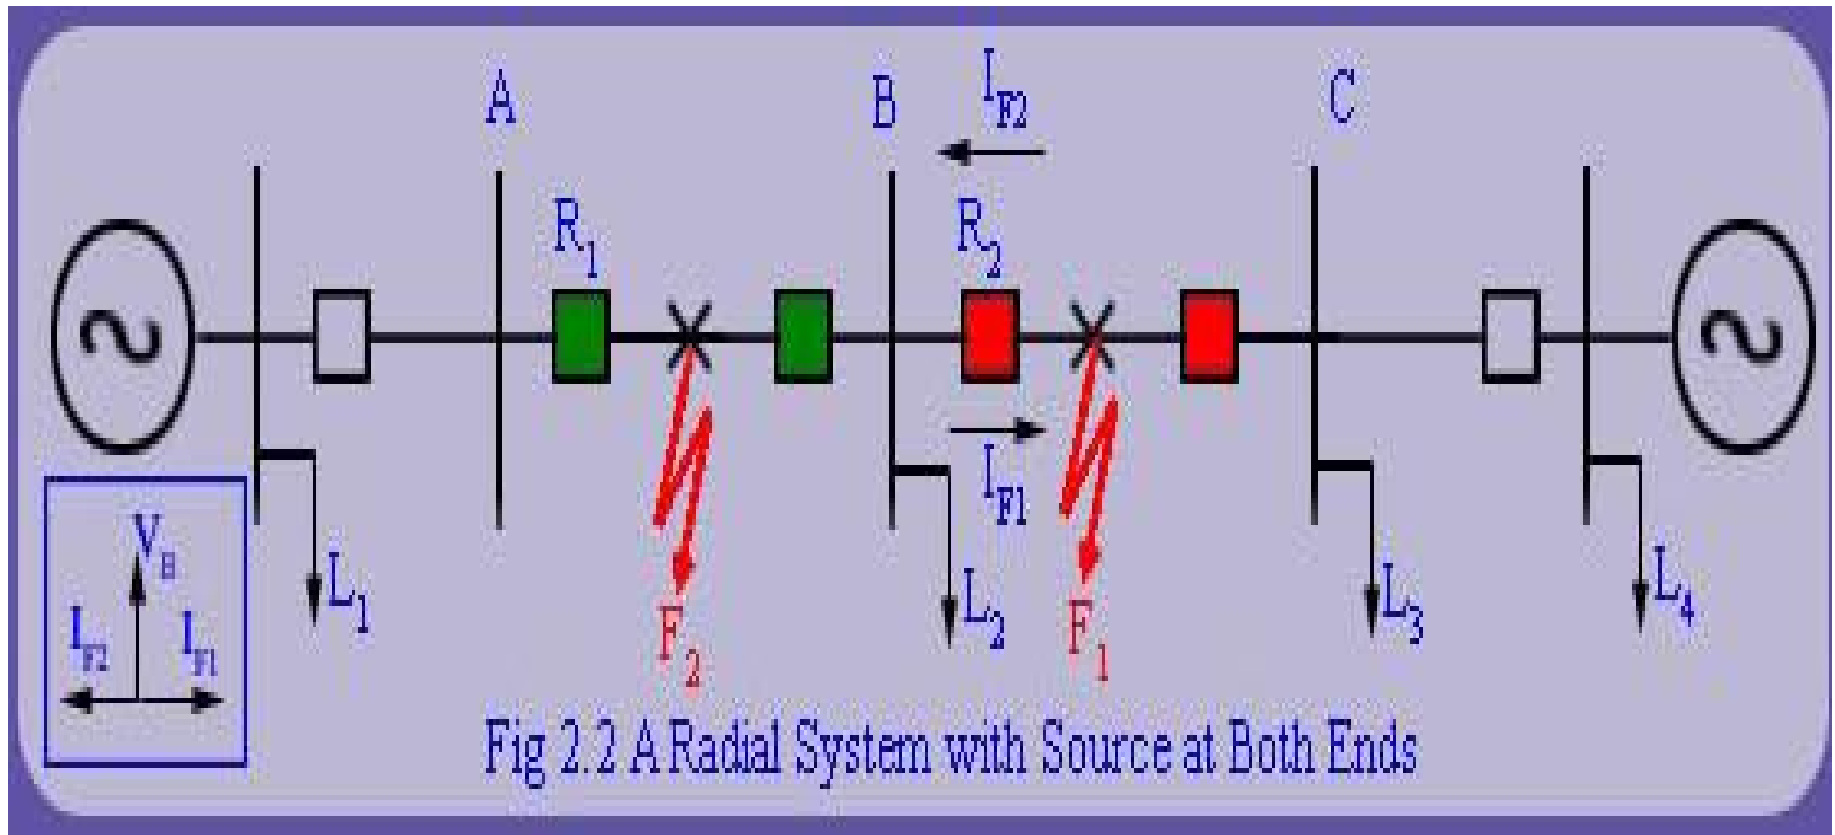 A
B
I_F2
C
R_1
R_2
I_F1
V_B
I_F2
I_F1
L_1
L_2
L_3
L_4
F_2
F_1
Fig 2.2 A Radial System with Source at Both Ends